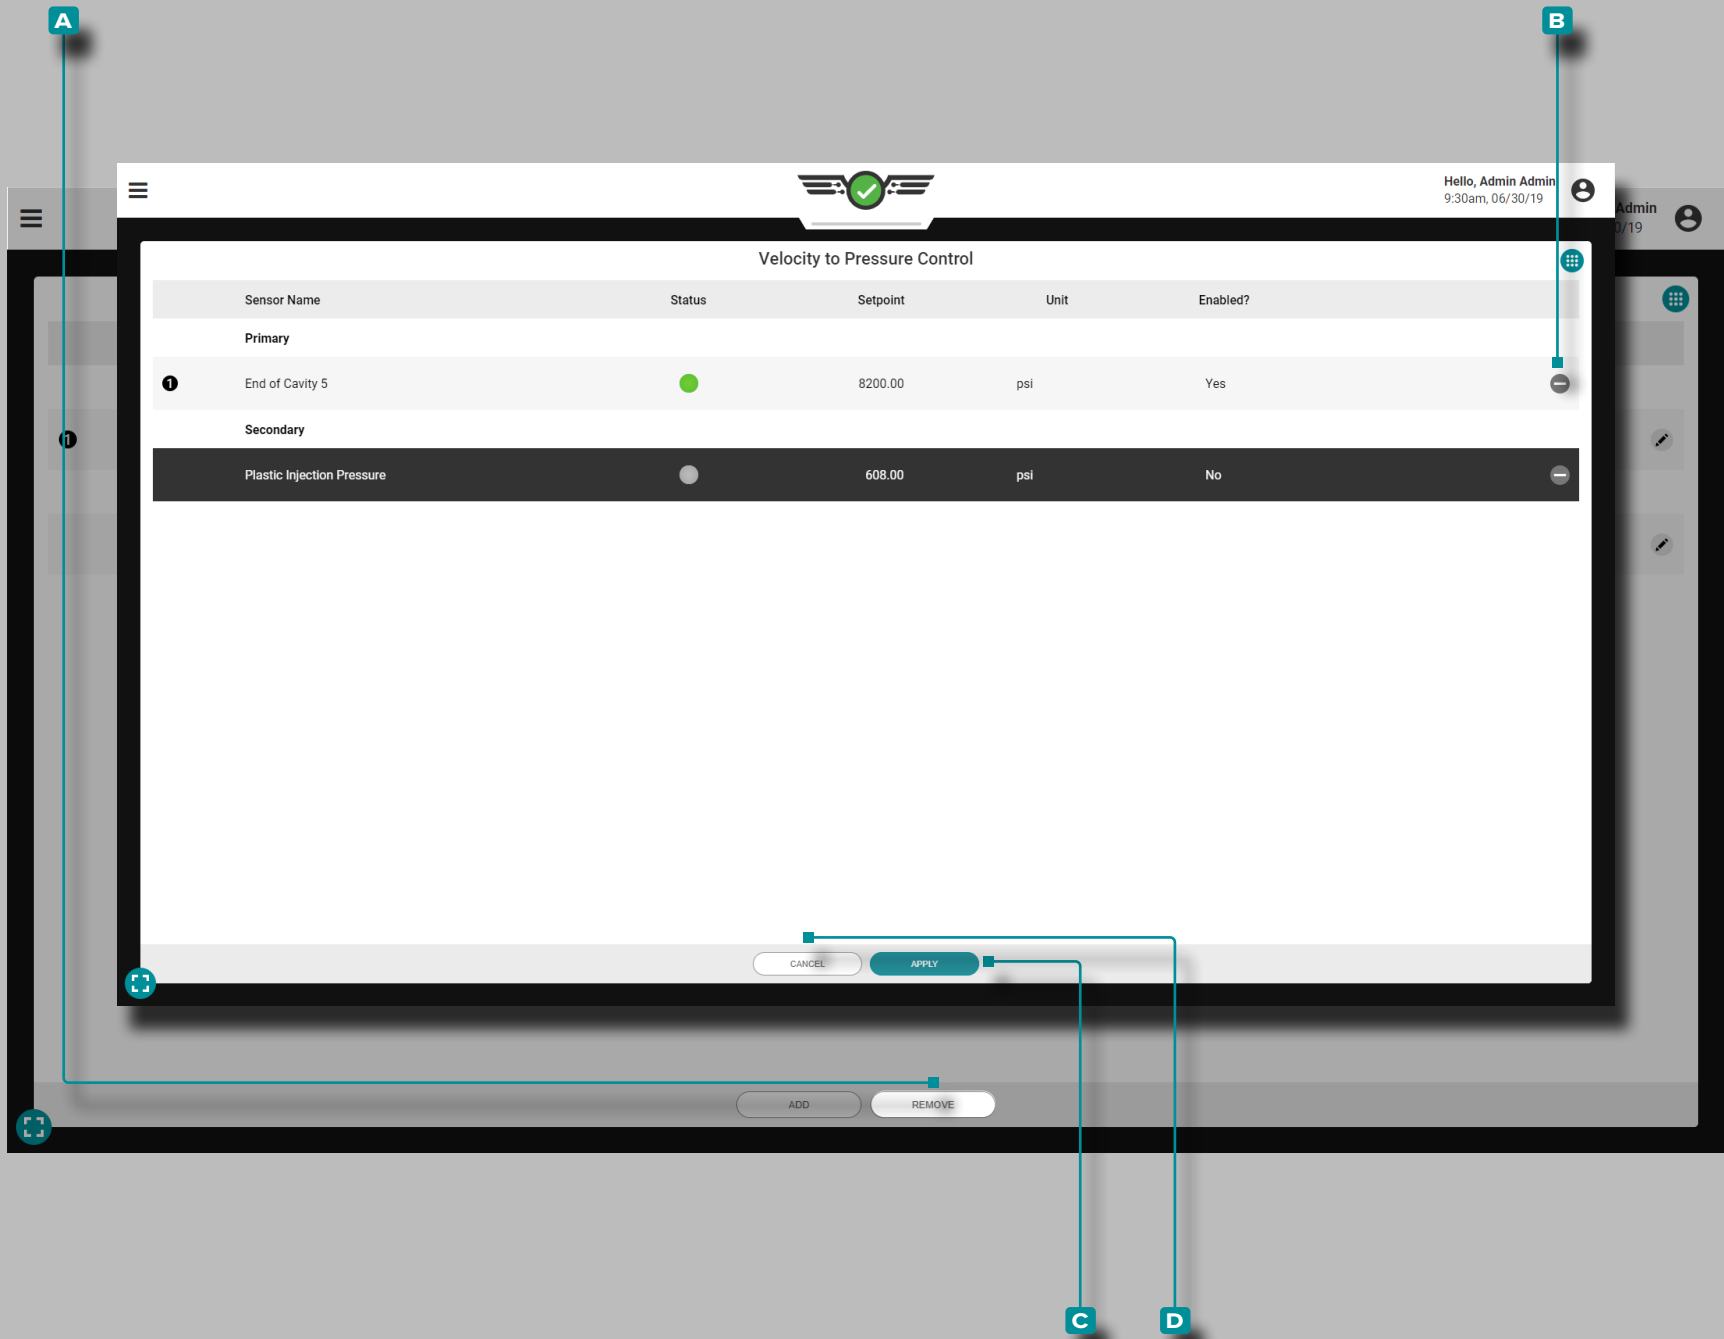 A
B
Hello, Admin Admin
9:30am, 06/30/19
Admin
0/19
Velocity to Pressure Control
Sensor Name Status Setpoint Unit Enabled?
Primary
1 End of Cavity 5 8200.00 psi Yes
1
Secondary
Plastic Injection Pressure 608.00 psi No
CANCEL APPLY
ADD REMOVE
C
D